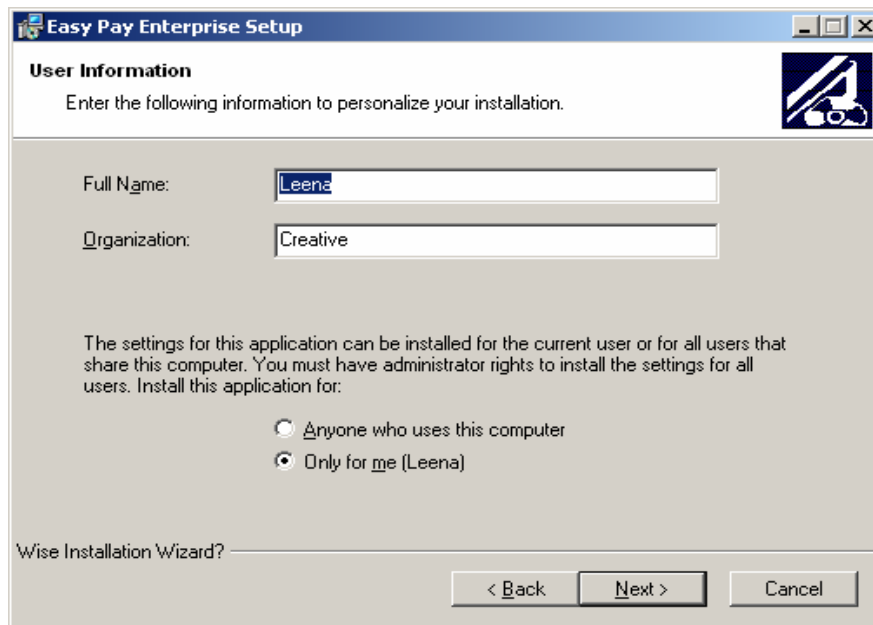 Easy Pay Enterprise Setup
User Information
Enter the following information to personalize your installation.
Full Name:
Leena
Organization:
Creative
The settings for this application can be installed for the current user or for all users that
share this computer. You must have administrator rights to install the settings for all
users. Install this application for:
Anyone who uses this computer
Only for me (Leena)
Wise Installation Wizard?
< Back
Next >
Cancel